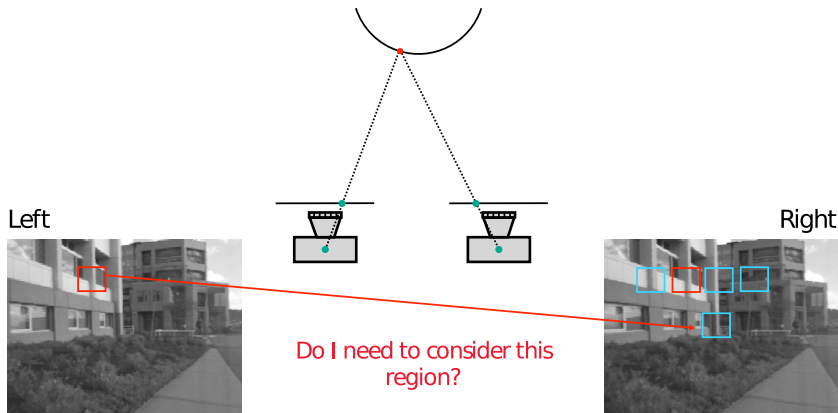 Left
Right
Do I need to consider this
region?